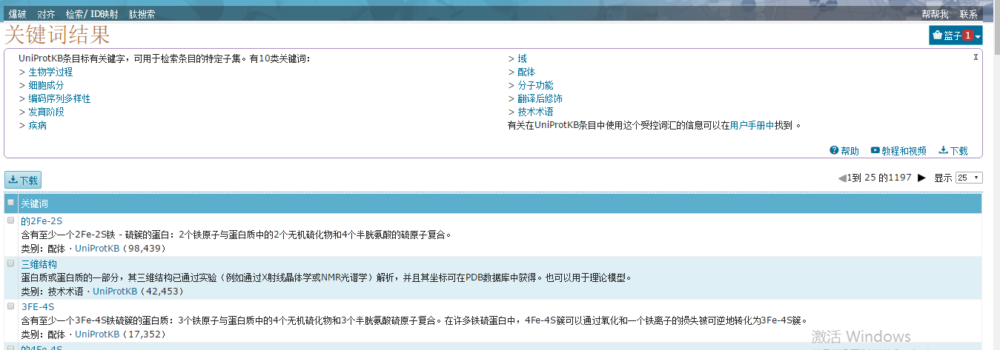 爆破 对齐 检索/ ID映射 肽搜索 帮帮我 联系
关键词结果
篮子 1
UniProtKB条目标有关键字，可用于检索条目的特定子集。有10类关键词：
> 生物学过程
> 细胞成分
> 编码序列多样性
> 发育阶段
> 疾病
X
> 域
> 配体
> 分子功能
> 翻译后修饰
> 技术术语
有关在UniProtKB条目中使用这个受控词汇的信息可以在用户手册中找到 。
帮助 教程和视频 下载
下载 1到 25 的1197 显示 25
关键词
的2Fe-2S
含有至少一个2Fe-2S铁 - 硫簇的蛋白：2个铁原子与蛋白质中的2个无机硫化物和4个半胱氨酸的硫原子复合。
类别：配体 · UniProtKB（98,439）
三维结构
蛋白质或蛋白质的一部分，其三维结构已通过实验（例如通过X射线晶体学或NMR光谱学）解析，并且其坐标可在PDB数据库中获得。也可以用于理论模型。
类别：技术术语 · UniProtKB（42,453）
3FE-4S
含有至少一个3Fe-4S铁硫簇的蛋白质：3个铁原子与蛋白质中的4个无机硫化物和3个半胱氨酸硫原子复合。在许多铁硫蛋白中，4Fe-4S簇可以通过氧化和一个铁离子的损失被可逆地转化为3Fe-4S簇。
类别：配体 · UniProtKB（17,352）
的4Fe-4S
激活 Windows